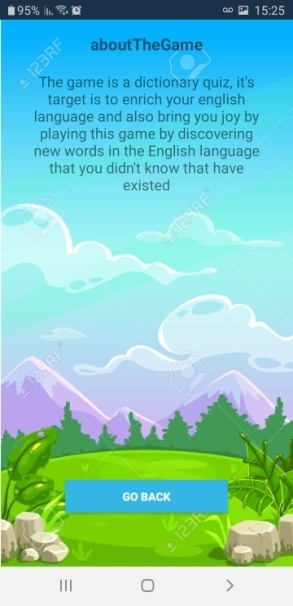 95%
15:25
aboutTheGame
The game is a dictionary quiz, it's
target is to enrich your english
language and also bring you joy by
playing this game by discovering
new words in the English language
that you didn't know that have
existed
123RF
GO BACK